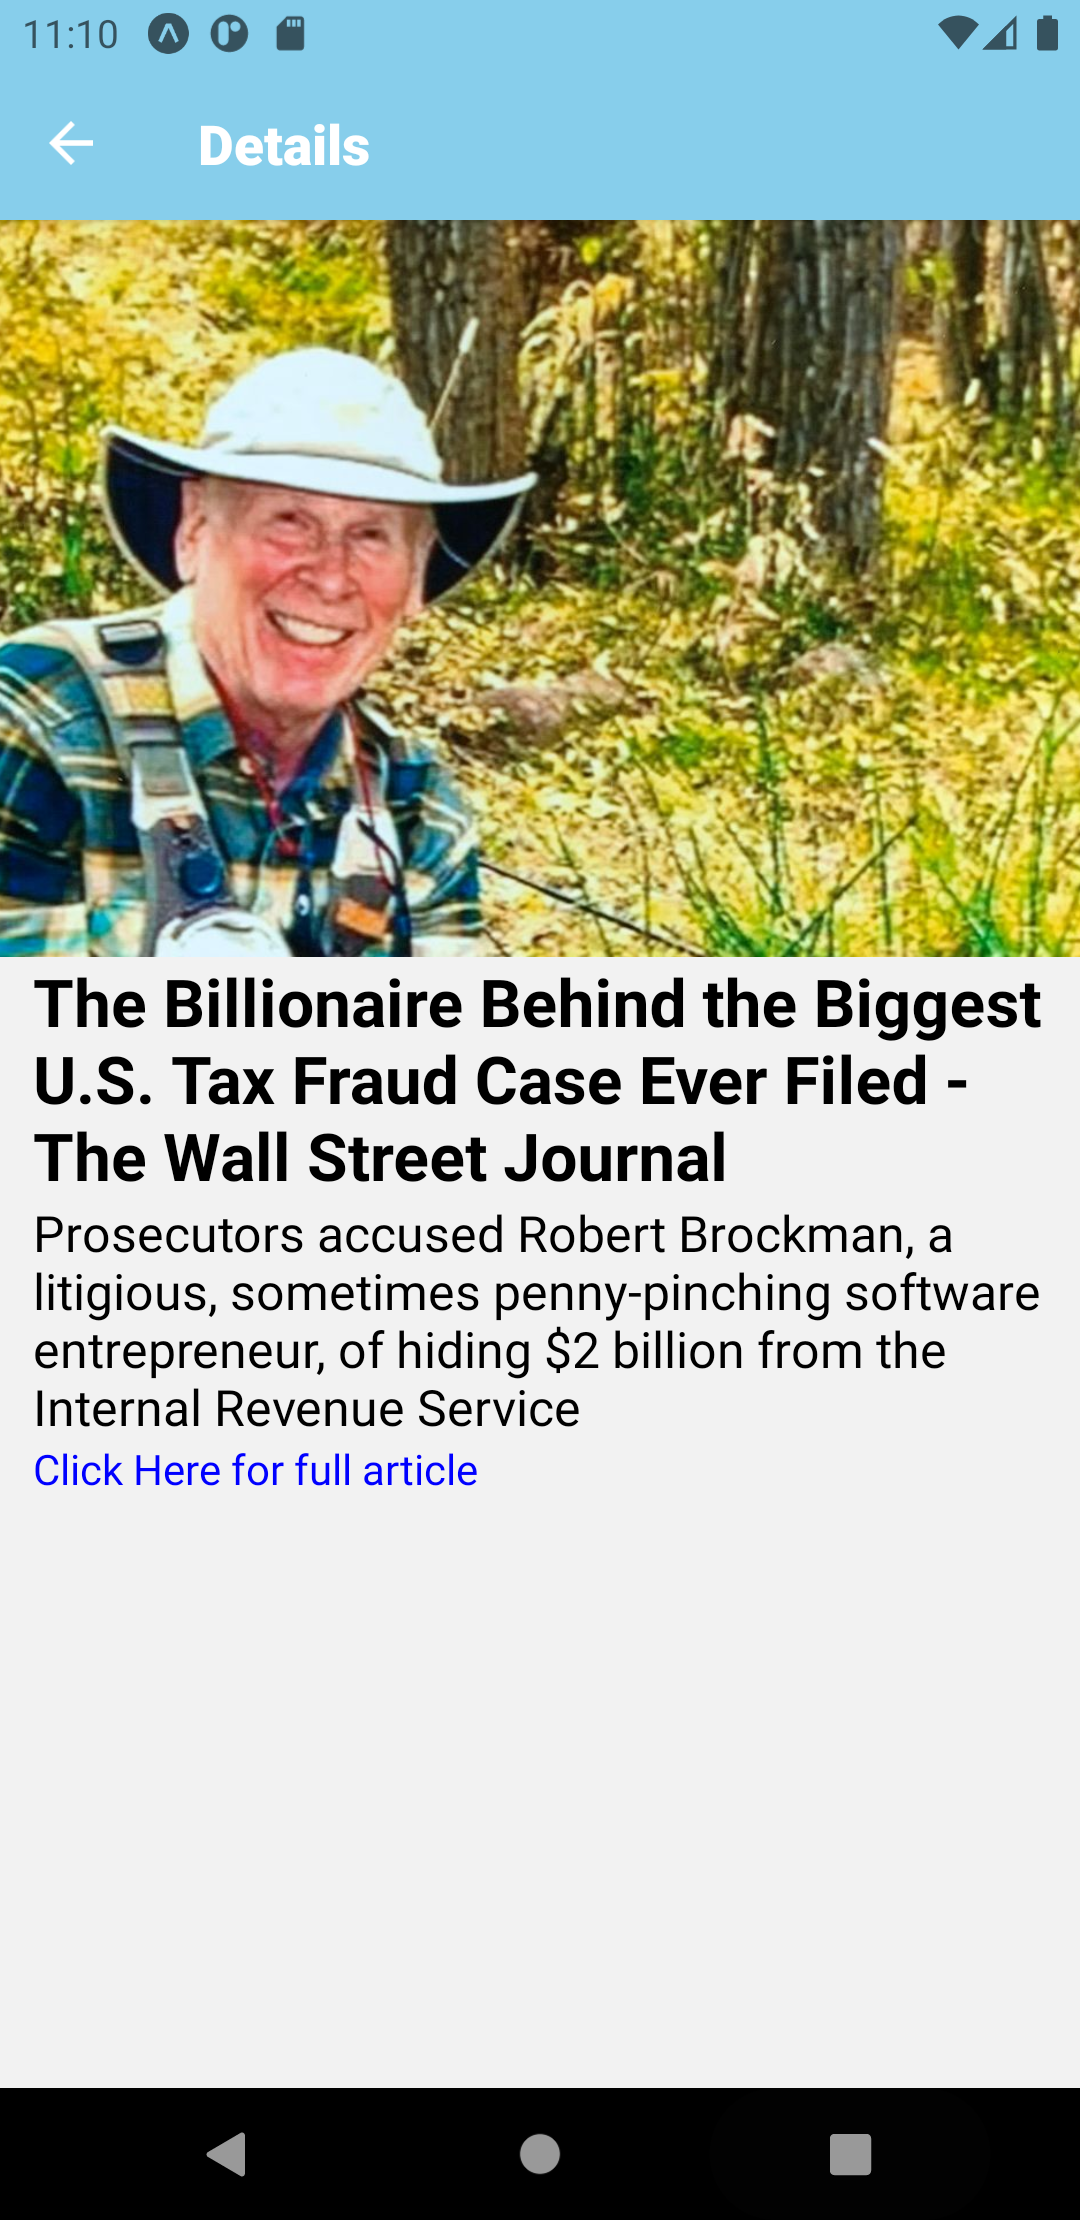 11:10
Details
The Billionaire Behind the Biggest
U.S. Tax Fraud Case Ever Filed -
The Wall Street Journal
Prosecutors accused Robert Brockman, a
litigious, sometimes penny-pinching software
entrepreneur, of hiding $2 billion from the
Internal Revenue Service
Click Here for full article